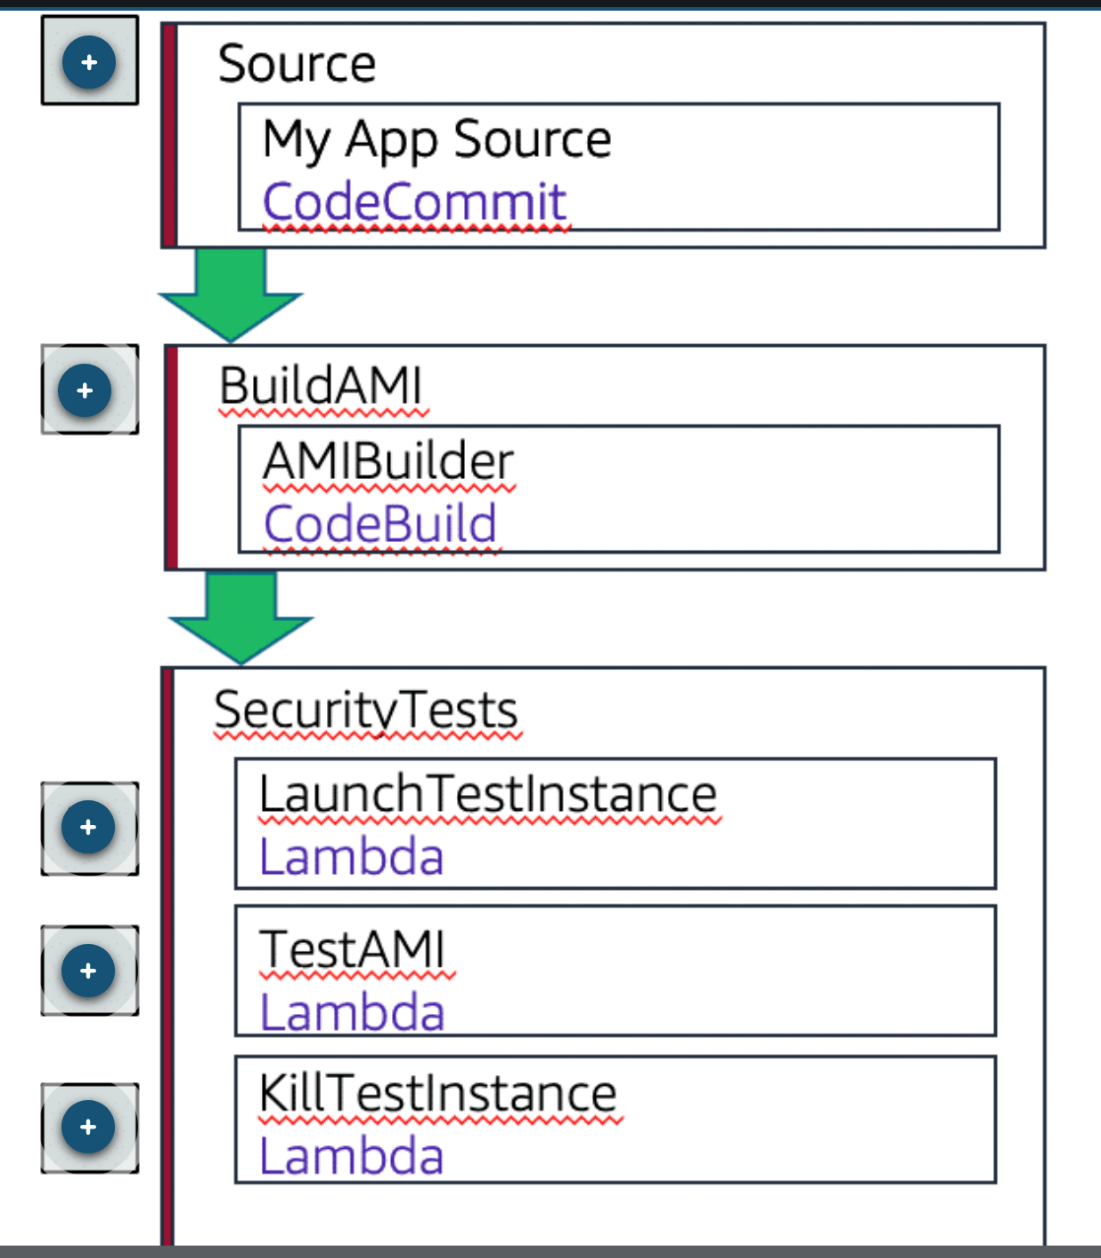 Source
My App Source
CodeCommit
BuildAMI
AMIBuilder
CodeBuild
SecurityTests
LaunchTestInstance
Lambda
TestAMI
Lambda
KillTestInstance
Lambda